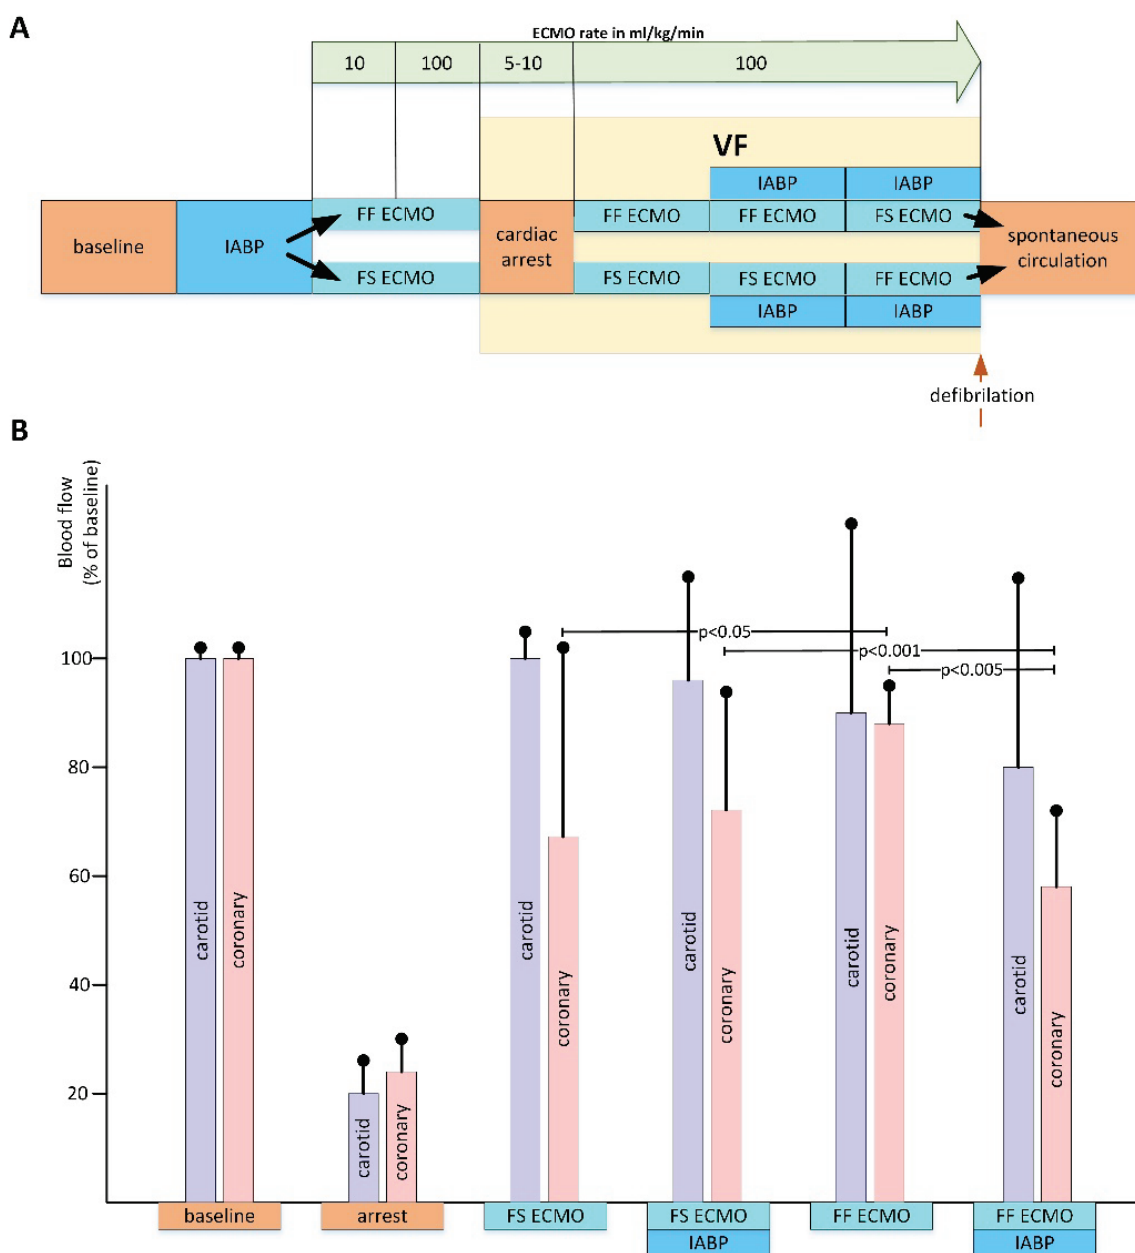 A
ECMO rate in ml/kg/min
10
100
5-10
100
VF
IABP
IABP
baseline
IABP
FF ECMO
cardiac
arrest
FF ECMO
FF ECMO
FS ECMO
spontaneous
circulation
FS ECMO
FS ECMO
FS ECMO
FF ECMO
IABP
IABP
defibrilation
B
Blood flow
(% of baseline)
100
80
60
40
20
p<0.05
p<0.001
p<0.005
carotid
coronary
carotid
coronary
carotid
coronary
carotid
coronary
carotid
coronary
carotid
coronary
baseline
arrest
FS ECMO
FS ECMO
IABP
FF ECMO
FF ECMO
IABP